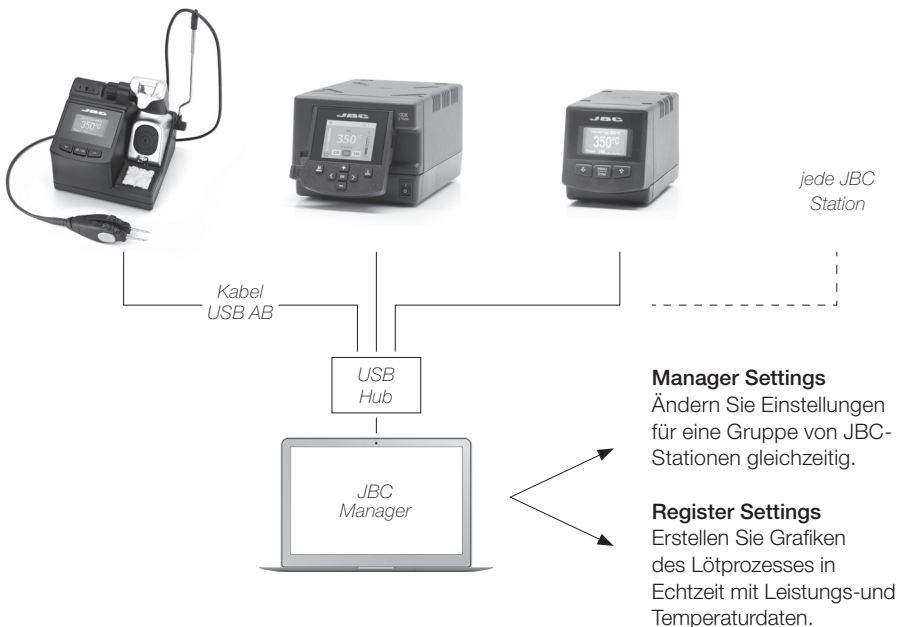 JBC
350°C
JBC
350°C
JBC
350°C
jede JBC
Station
Kabel
USB AB
USB
Hub
JBC
Manager
Manager Settings
Ändern Sie Einstellungen
für eine Gruppe von JBC-
Stationen gleichzeitig.
Register Settings
Erstellen Sie Grafiken
des Lötprozesses in
Echtzeit mit Leistungs-und
Temperaturdaten.